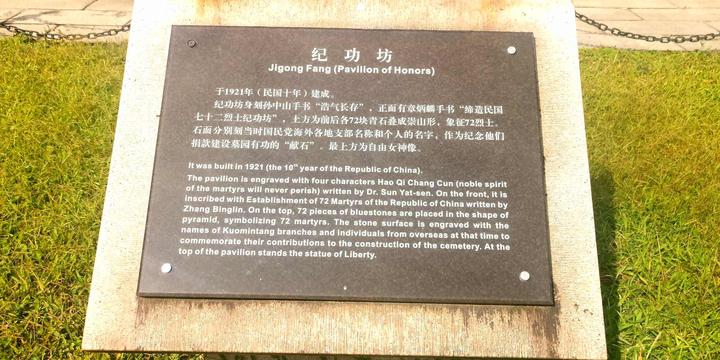 纪功坊
Jigong Fang (Pavilion of Honors)
于1921年（民国十年）建成。
纪功坊身刻孙中山手书“浩气长存”，正面有章炳麟手书“缔造民国
七十二烈士纪功坊”，上方为前后各72块青石叠成崇山形，象征72烈士。
石面分别刻当时国民党海外各地支部名称和个人的名字，作为纪念他们
捐款建设墓园有功的“献石”。最上方为自由女神像。
It was built in 1921 (the 10th year of the Republic of China).
The pavilion is engraved with four characters Hao Qi Chang Cun (noble spirit
of the martyrs will never perish) written by Dr. Sun Yat-sen. On the front, it is
inscribed with Establishment of 72 Martyrs of the Republic of China written by
Zhang Binglin. On the top, 72 pieces of bluestones are placed in the shape of
pyramid, symbolizing 72 martyrs. The stone surface is engraved with the
names of Kuomintang branches and individuals from overseas at that time to
commemorate their contributions to the construction of the cemetery. At the
top of the pavilion stands the statue of Liberty.